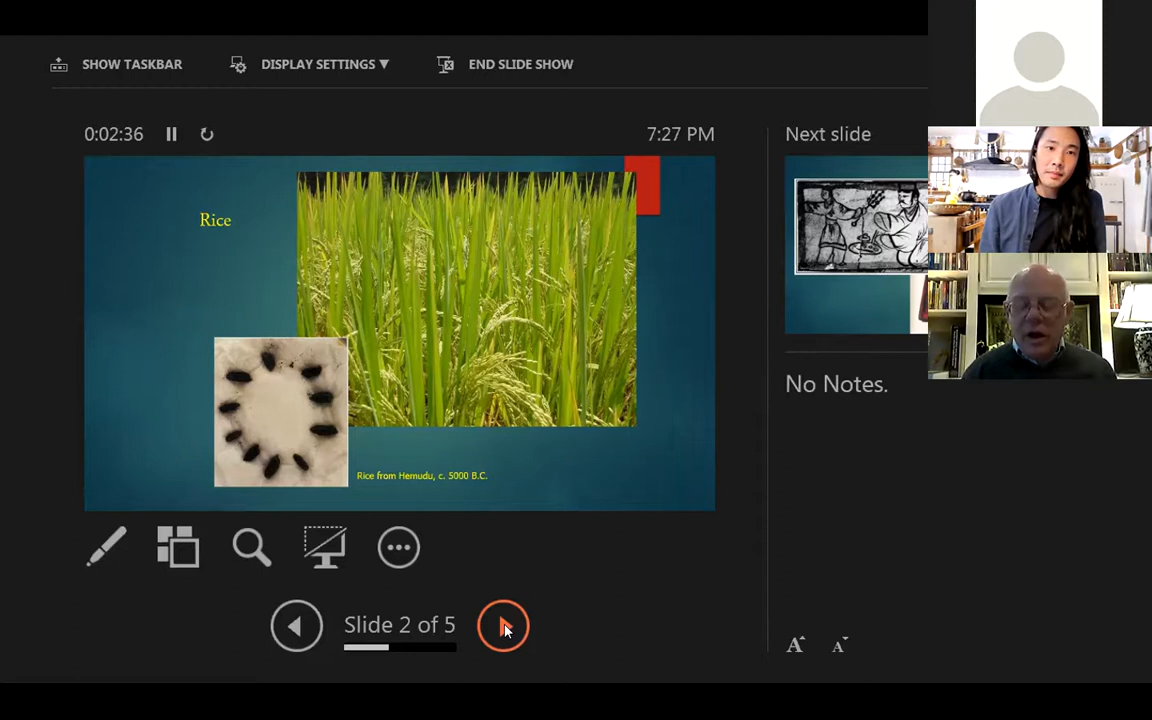 SHOW TASKBAR
DISPLAY SETTINGS ▼
END SLIDE SHOW
0:02:36
7:27 PM
Next slide
Rice
Rice from Hemudu, c. 5000 B.C.
No Notes.
Slide 2 of 5
A A